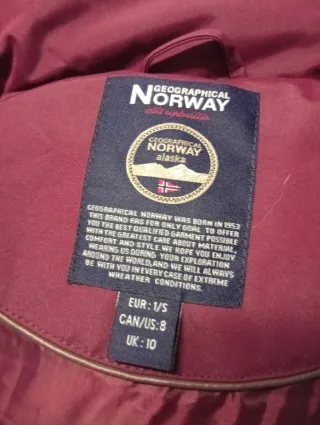 GEOGRAPHICAL
NORWAY
GEOGRAPHICAL
NORWAY
alaska
GEOGRAPHICAL NORWAY WAS BORN IN 1953
THIS BRAND HAS FOR ONLY GOAL TO OFFER
YOU THE BEST QUALIFIED GARMENT POSSIBLE
WITH THE GREATEST CARE ABOUT MATERIAL
COMFORT AND STYLE. WE HOPE YOU ENJOY
WEARING US DURING YOUR EXPLORATION
AROUND THE WORLD, AND WE WILL ALWAYS
BE WITH YOU IN EVERY CASE OF EXTREME
WHEATHER CONDITIONS.
EUR : 1/S
CAN/US: 8
UK : 10